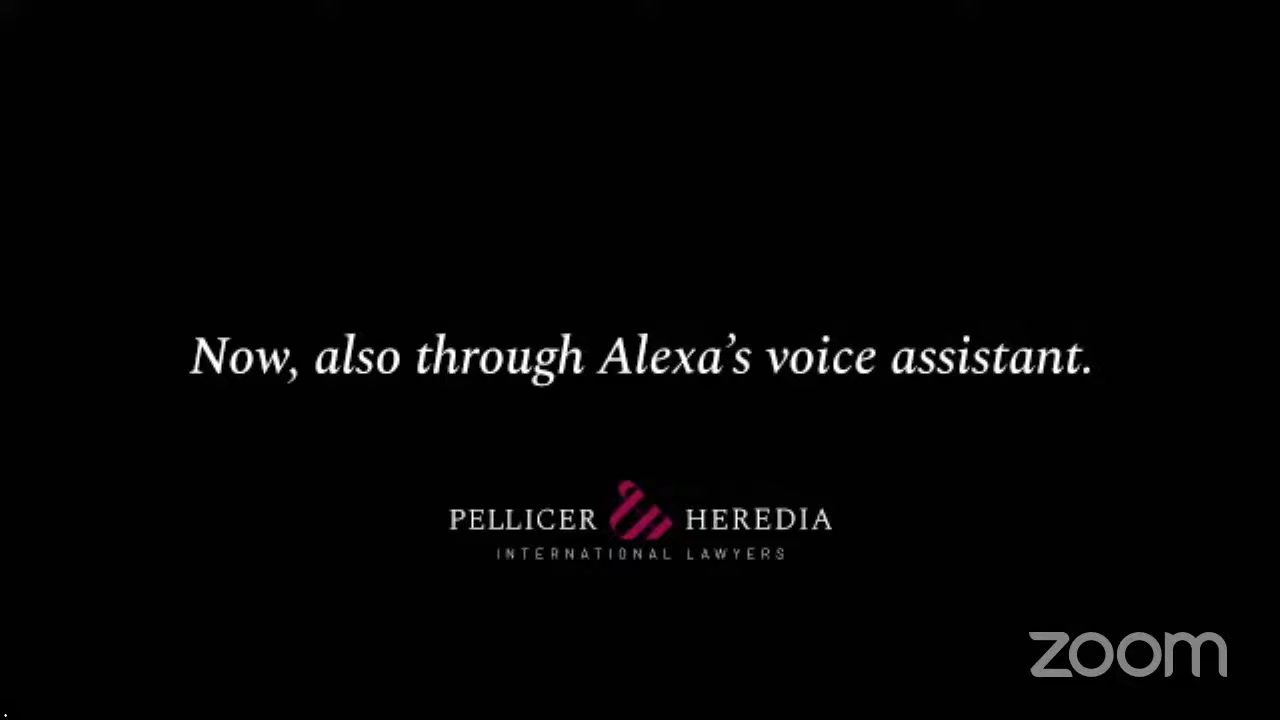 Now, also through Alexa’s voice assistant.
PELLICER HEREDIA
INTERNATIONAL LAWYERS
zoom